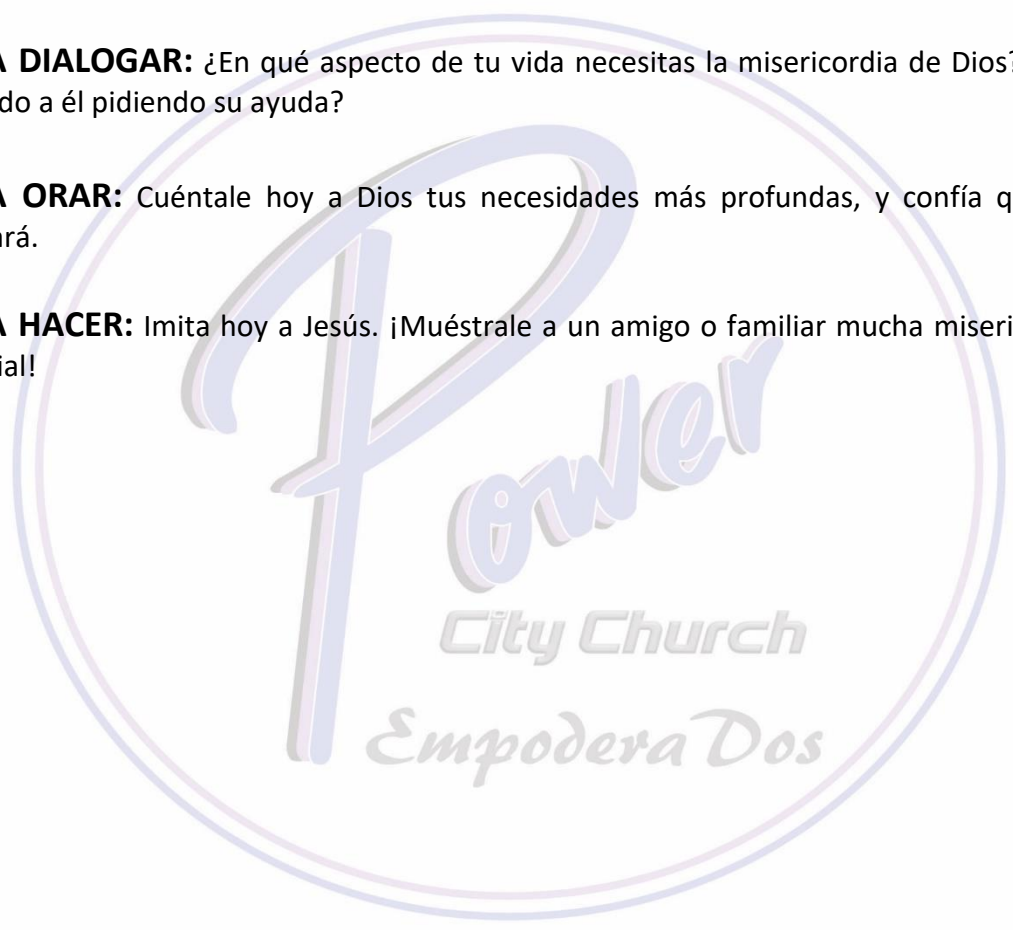 A DIALOGAR: ¿En qué aspecto de tu vida necesitas la misericordia de Dios?
do a él pidiendo su ayuda?
A ORAR: Cuéntale hoy a Dios tus necesidades más profundas, y confía q
rá.
A HACER: Imita hoy a Jesús. ¡Muéstrale a un amigo o familiar mucha miseri
ial!
Power
City Church
EmpoderaDos